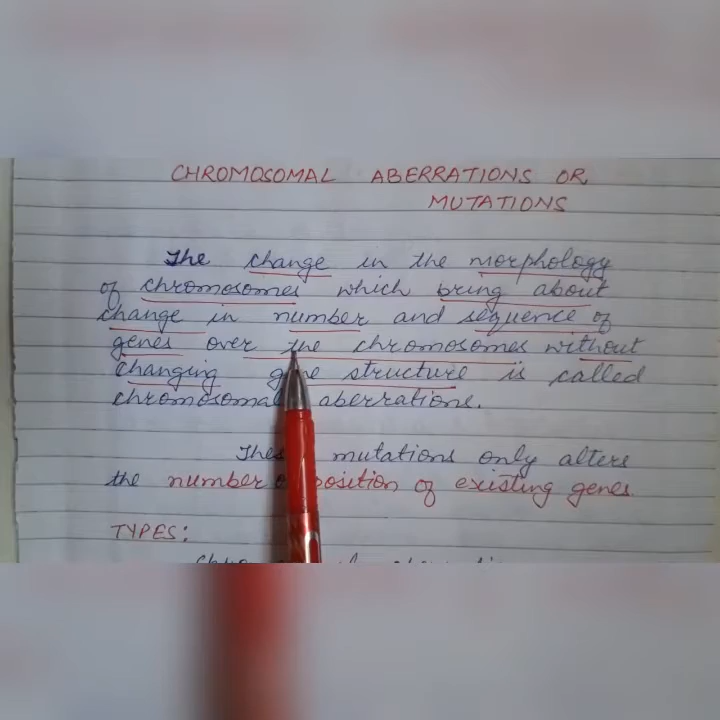 CHROMOSOMAL ABERRATIONS OR
MUTATIONS
The change in the morphology
of chromosomes which bring about
change in number and sequence of
genes over the chromosomes without
changing gene structure is called
chromosomal aberrations.
mutations only alters
the number position of existing genes.
TYPES: